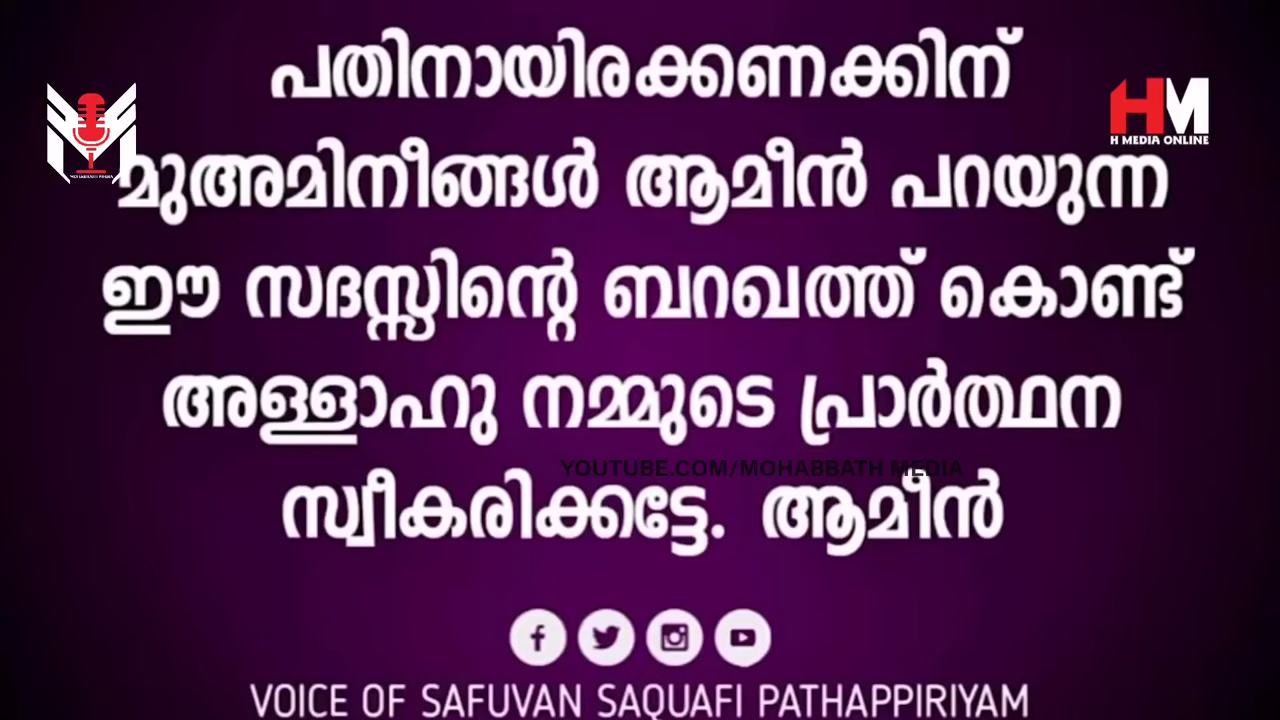 പതിനായിരക്കണക്കിന്
മുഅമിനീങ്ങൾ ആമീൻ പറയുന്ന
ഈ സദസ്സിന്റെ ബറഖത്ത് കൊണ്ട്
അള്ളാഹു നമ്മുടെ പ്രാർത്ഥന
സ്വീകരിക്കട്ടേ. ആമീൻ
HM
H MEDIA ONLINE
YOUTUBE.COM/MOHABBATH MEDIA
VOICE OF SAFUVAN SAQUAFI PATHAPPIRIYAM